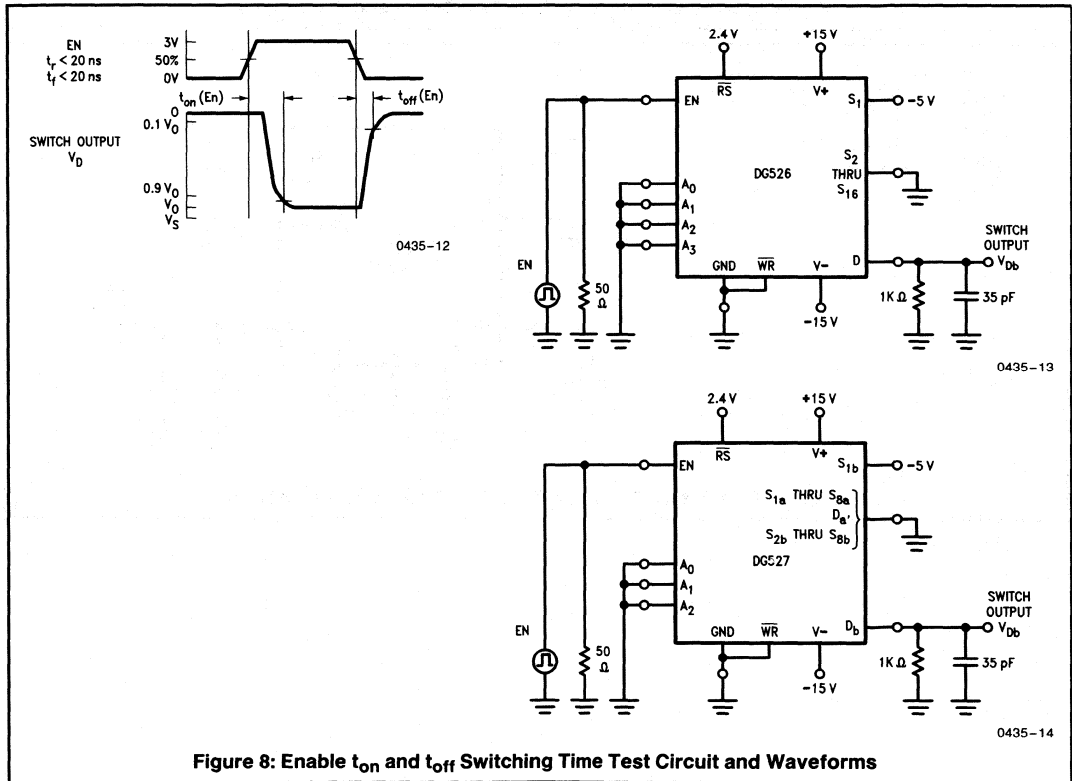 EN
tr < 20 ns
tf < 20 ns
3V
50%
0V
ton (En)
toff (En)
0
0.1 VO
SWITCH OUTPUT
VD
0.9 VO
VO
VS
0435-12
2.4 V
+15 V
RS
V+
EN
S1
-5 V
DG526
S2
THRU
S16
A0
A1
A2
A3
SWITCH
OUTPUT
D
VDb
EN
50
Ω
GND
WR
V-
1K Ω
35 pF
-15 V
0435-13
2.4 V
+15 V
RS
V+
EN
S1b
-5 V
S1a THRU S8a
Da'
S2b THRU S8b
DG527
A0
A1
A2
SWITCH
OUTPUT
Db
VDb
EN
50
Ω
GND
WR
V-
1K Ω
35 pF
-15 V
0435-14
Figure 8: Enable ton and toff Switching Time Test Circuit and Waveforms